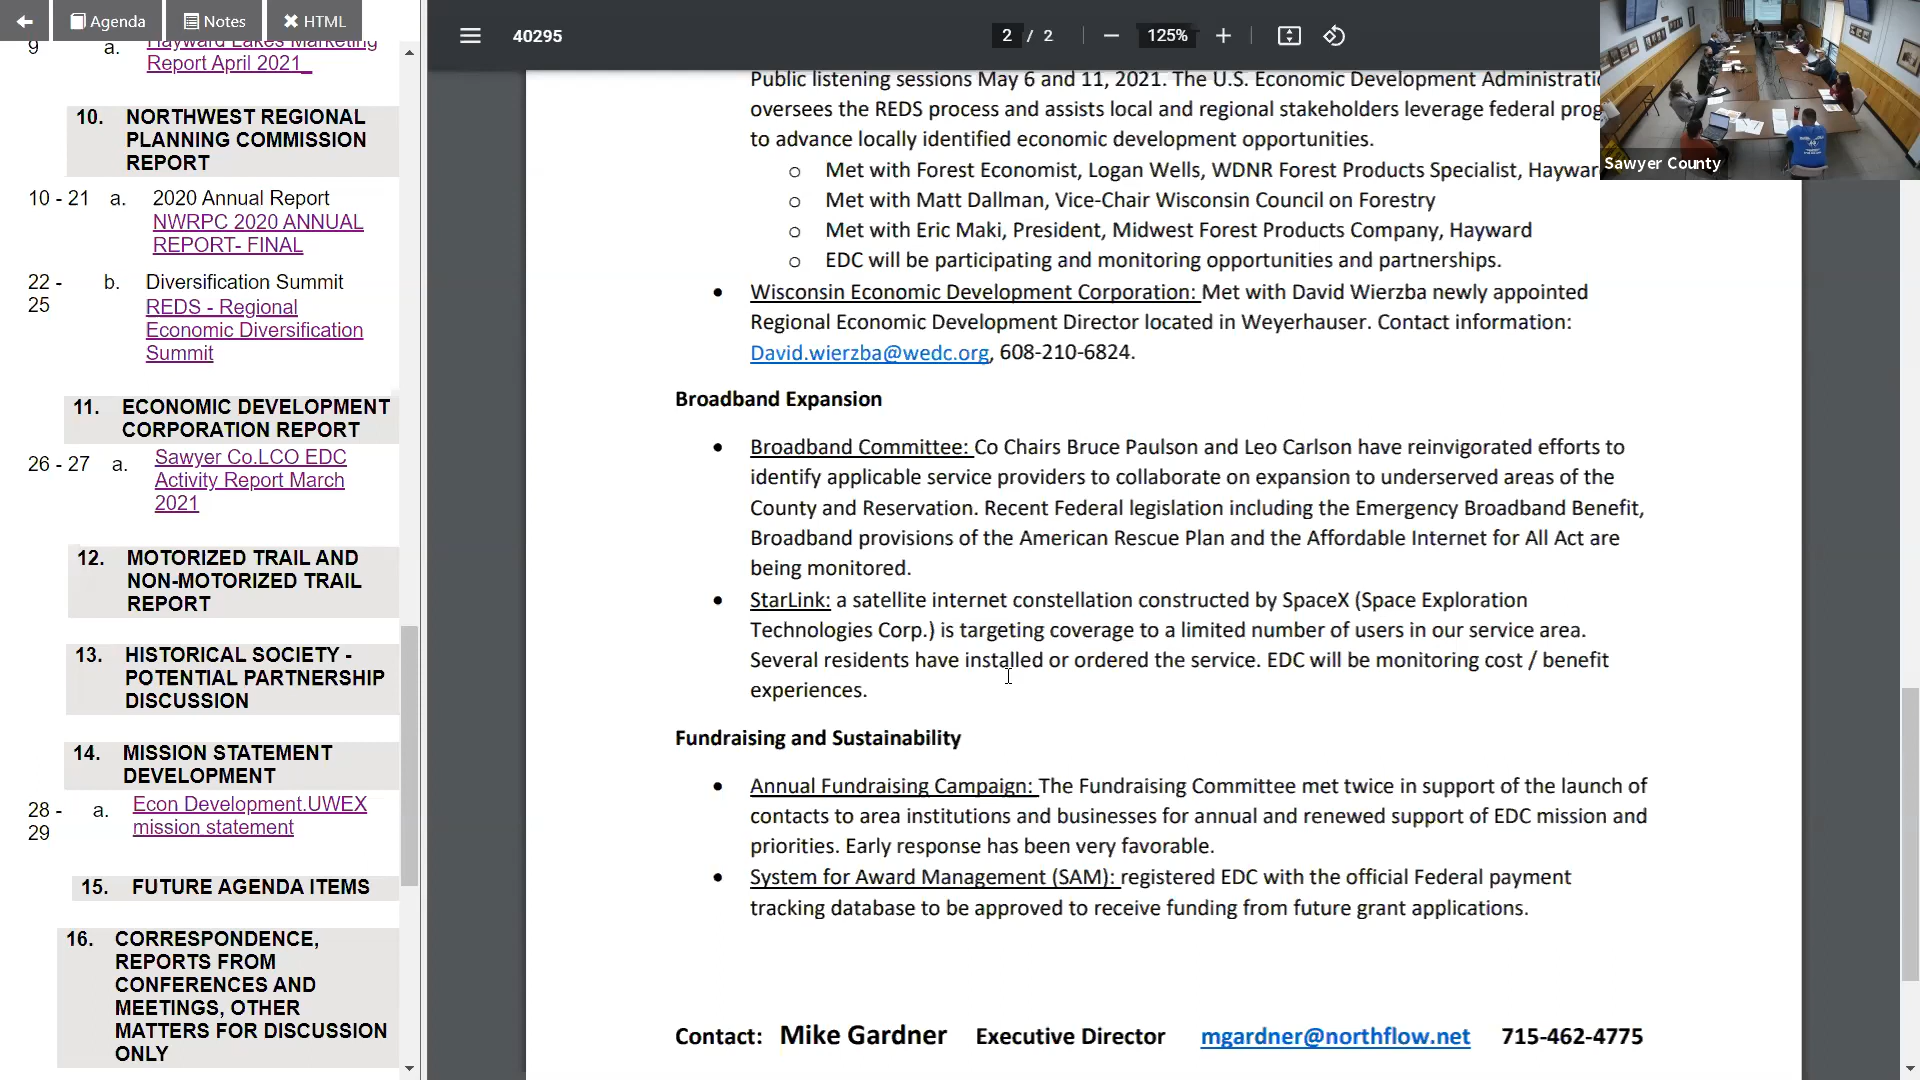 Agenda
Notes
HTML
9 a. Hayward Lakes Marketing
Report April 2021_
10. NORTHWEST REGIONAL
PLANNING COMMISSION
REPORT
10 - 21 a. 2020 Annual Report
NWRPC 2020 ANNUAL
REPORT- FINAL
22 - b. Diversification Summit
25 REDS - Regional
Economic Diversification
Summit
11. ECONOMIC DEVELOPMENT
CORPORATION REPORT
26 - 27 a. Sawyer Co.LCO EDC
Activity Report March
2021
12. MOTORIZED TRAIL AND
NON-MOTORIZED TRAIL
REPORT
13. HISTORICAL SOCIETY -
POTENTIAL PARTNERSHIP
DISCUSSION
14. MISSION STATEMENT
DEVELOPMENT
28 - a. Econ Development.UWEX
29 mission statement
15. FUTURE AGENDA ITEMS
16. CORRESPONDENCE,
REPORTS FROM
CONFERENCES AND
MEETINGS, OTHER
MATTERS FOR DISCUSSION
ONLY
40295
2 / 2
125%
Public listening sessions May 6 and 11, 2021. The U.S. Economic Development Administrati
oversees the REDS process and assists local and regional stakeholders leverage federal prog
to advance locally identified economic development opportunities.
o Met with Forest Economist, Logan Wells, WDNR Forest Products Specialist, Haywar
o Met with Matt Dallman, Vice-Chair Wisconsin Council on Forestry
o Met with Eric Maki, President, Midwest Forest Products Company, Hayward
o EDC will be participating and monitoring opportunities and partnerships.
• Wisconsin Economic Development Corporation: Met with David Wierzba newly appointed
Regional Economic Development Director located in Weyerhauser. Contact information:
David.wierzba@wedc.org, 608-210-6824.
Broadband Expansion
• Broadband Committee: Co Chairs Bruce Paulson and Leo Carlson have reinvigorated efforts to
identify applicable service providers to collaborate on expansion to underserved areas of the
County and Reservation. Recent Federal legislation including the Emergency Broadband Benefit,
Broadband provisions of the American Rescue Plan and the Affordable Internet for All Act are
being monitored.
• StarLink: a satellite internet constellation constructed by SpaceX (Space Exploration
Technologies Corp.) is targeting coverage to a limited number of users in our service area.
Several residents have installed or ordered the service. EDC will be monitoring cost / benefit
experiences.
Fundraising and Sustainability
• Annual Fundraising Campaign: The Fundraising Committee met twice in support of the launch of
contacts to area institutions and businesses for annual and renewed support of EDC mission and
priorities. Early response has been very favorable.
• System for Award Management (SAM): registered EDC with the official Federal payment
tracking database to be approved to receive funding from future grant applications.
Contact: Mike Gardner Executive Director mgardner@northflow.net 715-462-4775
Sawyer County